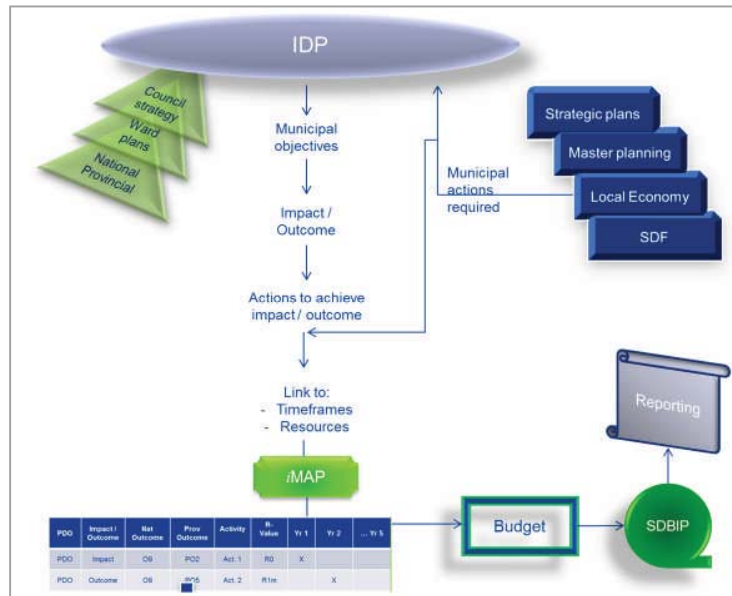 IDP
Council
strategy
Ward
plans
National
Provincial
Municipal
objectives
Impact /
Outcome
Actions to achieve
impact / outcome
Link to:
- Timeframes
- Resources
iMAP
Municipal
actions
required
Strategic plans
Master planning
Local Economy
SDF
Reporting
Budget
SDBIP
PDO Impact / Outcome Nat Outcome Prov Outcome Activity R-Value Yr 1 Yr 2 ... Yr 5
PDO Impact O9 PO2 Act. 1 R0 X
PDO Outcome O9 PO5 Act. 2 R1m X